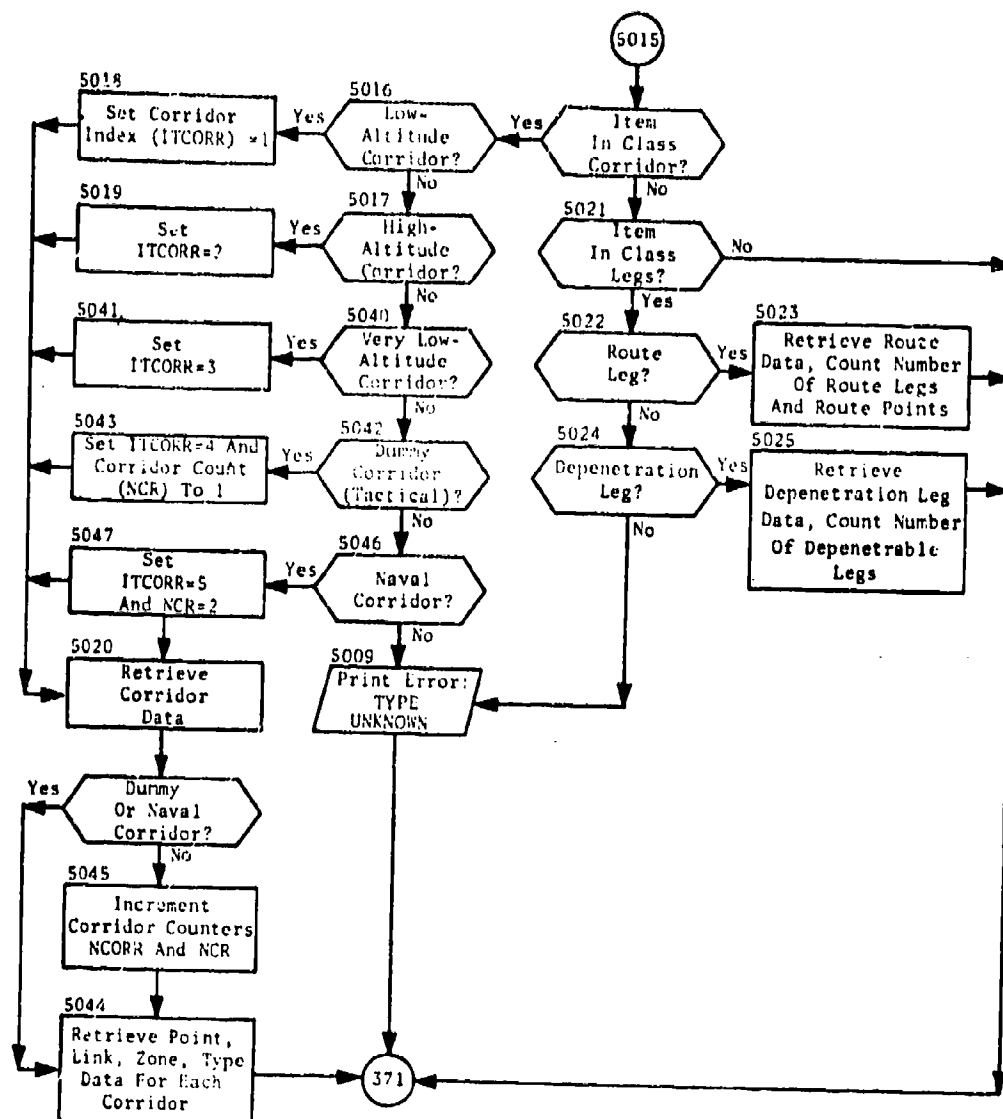 5015
5018
Set Corridor
Index (ITCORR) =1
Yes
5016
Low-
Altitude
Corridor?
Yes
Item
In Class
Corridor?
No
No
5019
Set
ITCORR=2
Yes
5017
High-
Altitude
Corridor?
No
5021
Item
In Class
Legs?
No
Yes
5041
Set
ITCORR=3
Yes
5040
Very Low-
Altitude
Corridor?
No
5022
Route
Leg?
Yes
No
5023
Retrieve Route
Data, Count Number
Of Route Legs
And Route Points
5043
Set ITCORR=4 And
Corridor Count
(NCR) To 1
Yes
5042
Dummy
Corridor
(Tactical)?
No
5024
Depenetration
Leg?
Yes
No
5025
Retrieve
Depenetration Leg
Data, Count Number
Of Depenetrable
Legs
5047
Set
ITCORR=5
And NCR=2
Yes
5046
Naval
Corridor?
No
5020
Retrieve
Corridor
Data
5009
Print Error:
TYPE
UNKNOWN
Yes
Dummy
Or Naval
Corridor?
No
5045
Increment
Corridor Counters
NCORR And NCR
5044
Retrieve Point,
Link, Zone, Type
Data For Each
Corridor
371